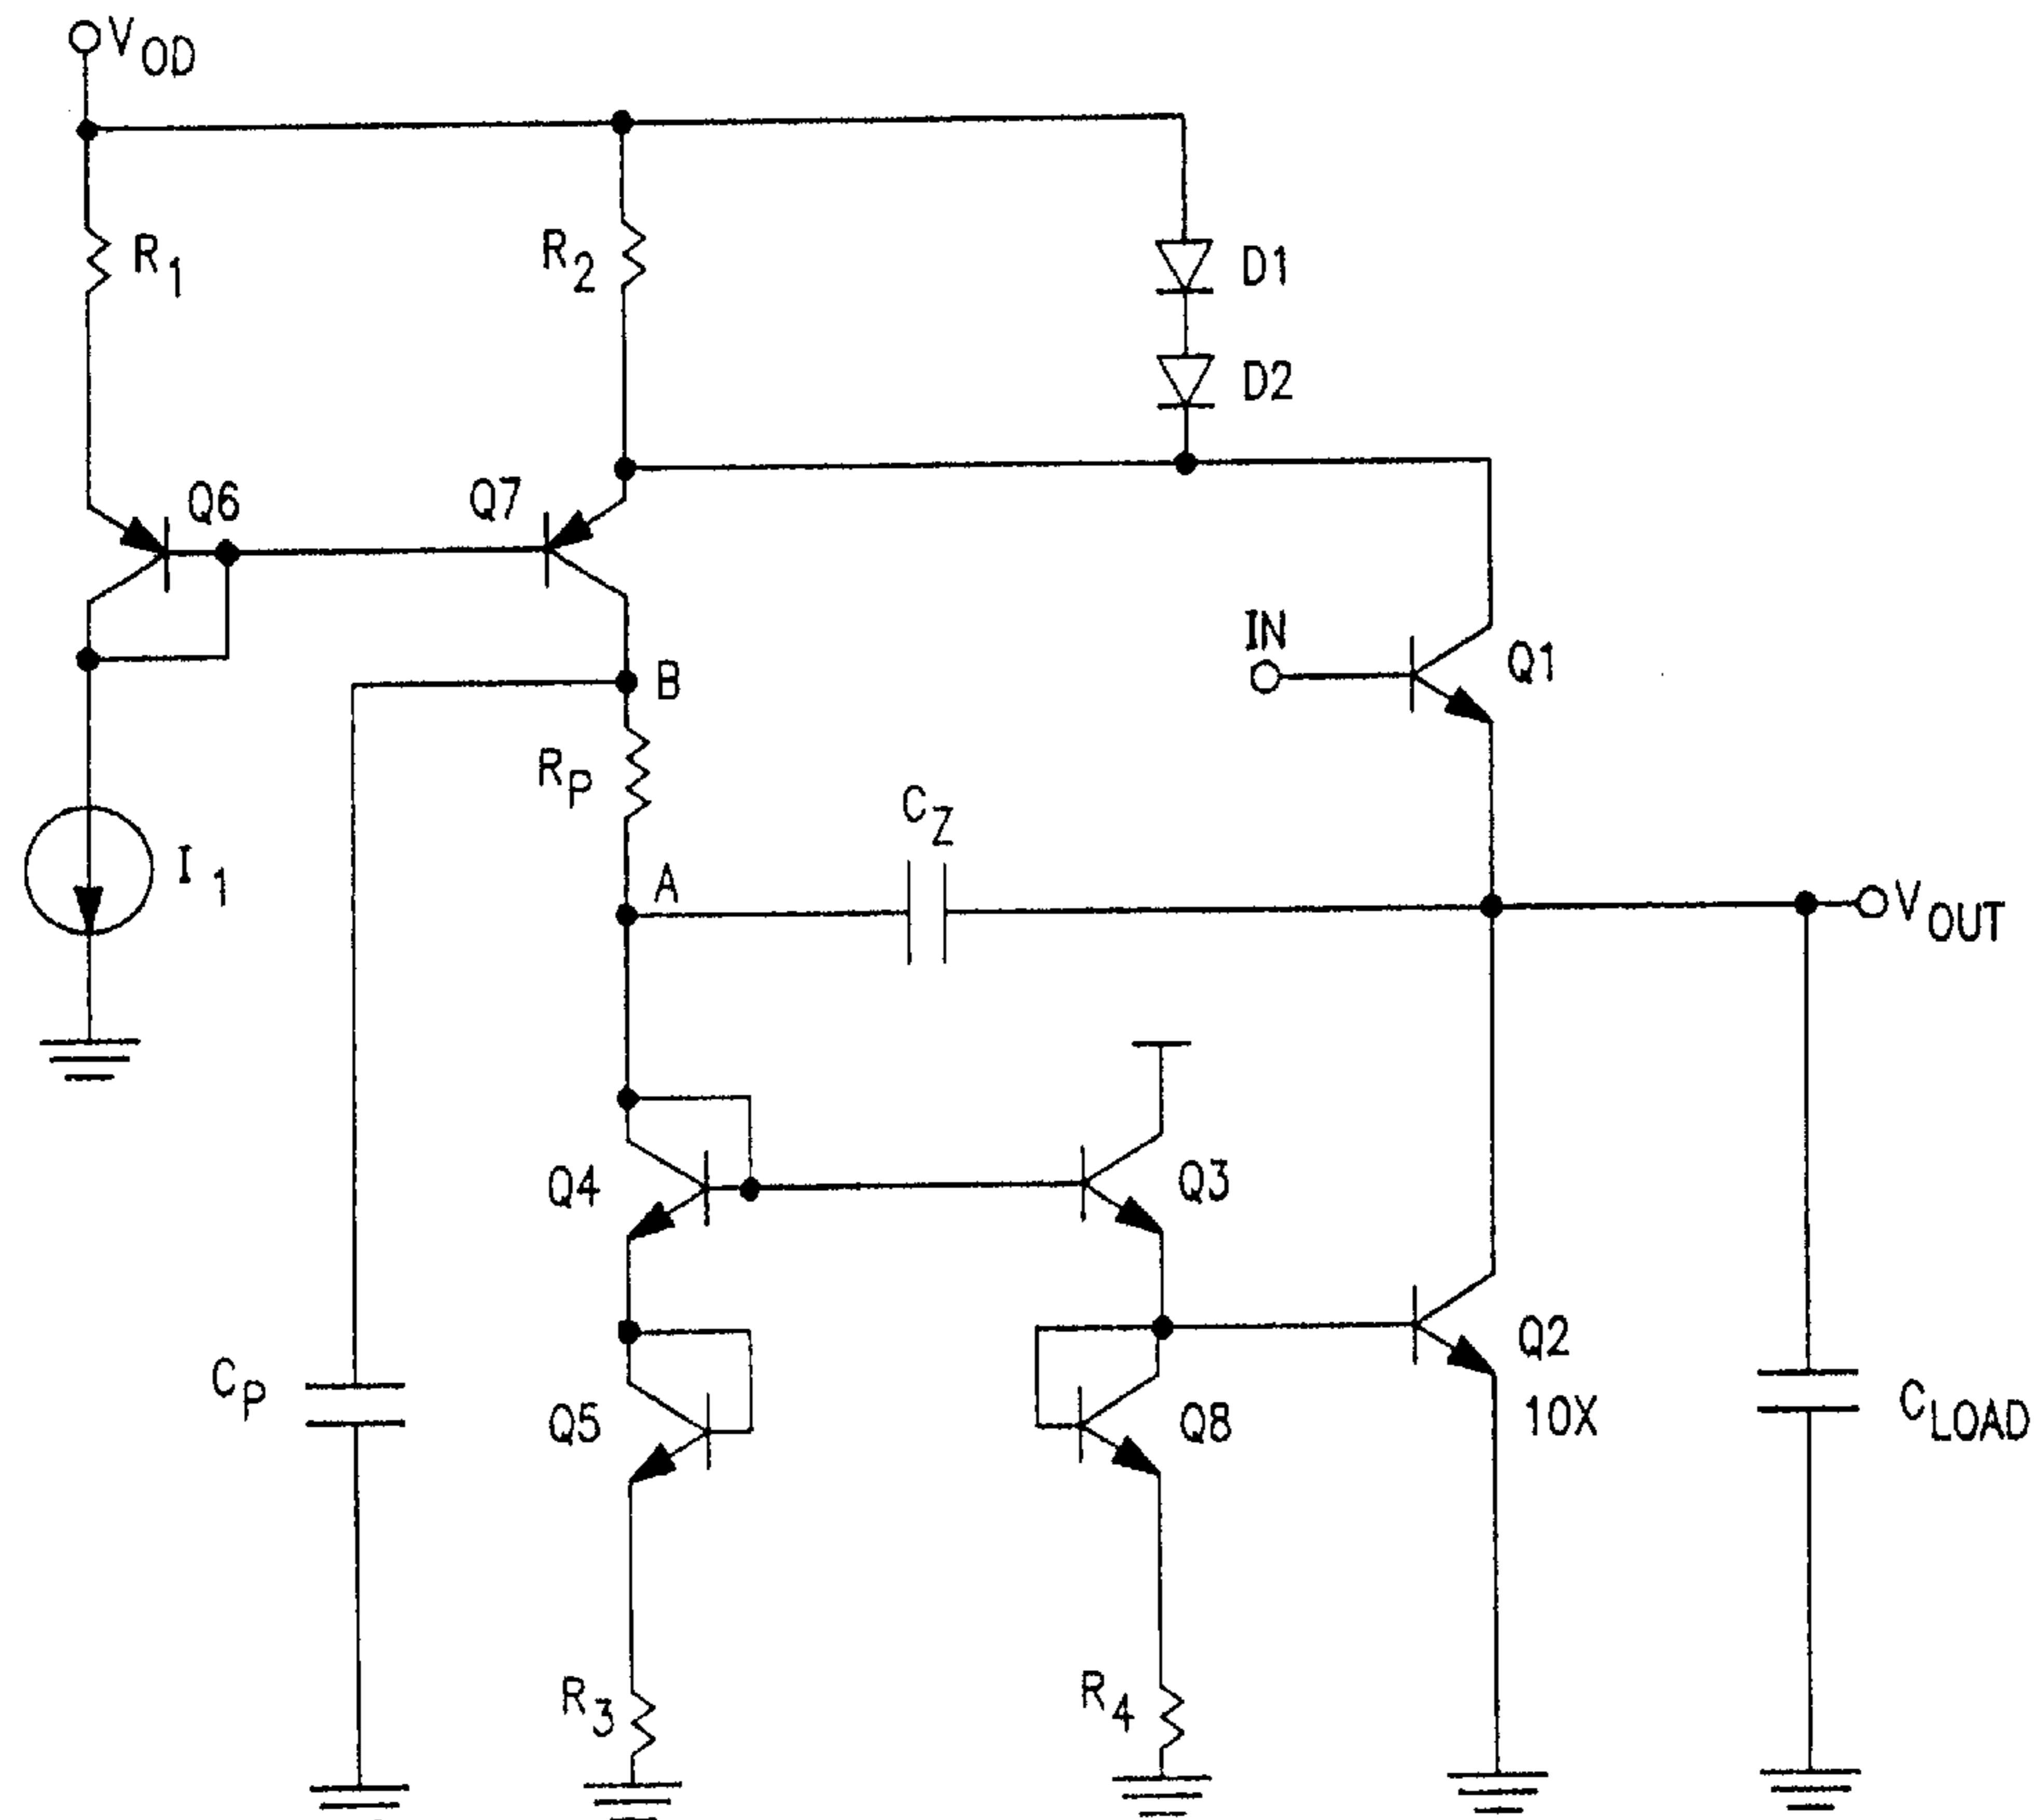 VOD
R1
R2
D1
D2
Q6
Q7
IN
Q1
B
RP
CZ
A
I1
VOUT
Q4
Q3
Q2
10X
CP
Q5
Q8
CLOAD
R3
R4